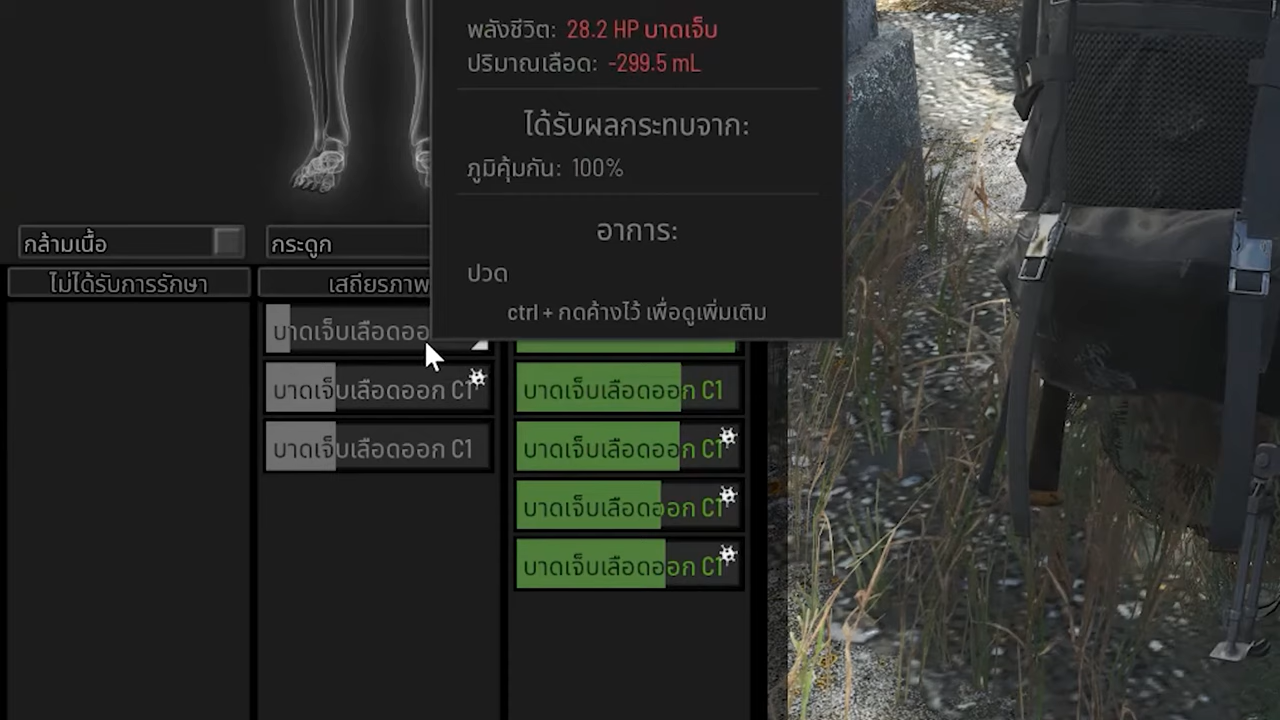 พลังชีวิต: 28.2 HP บาดเจ็บ
ปริมาณเลือด: -299.5 mL
ได้รับผลกระทบจาก:
ภูมิคุ้มกัน: 100%
อาการ:
ปวด
ctrl + กดค้างไว้ เพื่อดูเพิ่มเติม
กล้ามเนื้อ
กระดูก
ไม่ได้รับการรักษา
เสถียรภาพ
บาดเจ็บเลือดออ
บาดเจ็บเลือดออก C1
บาดเจ็บเลือดออก C1
บาดเจ็บเลือดออก C1
บาดเจ็บเลือดออก C1
บาดเจ็บเลือดออก C1
บาดเจ็บเลือดออก C1